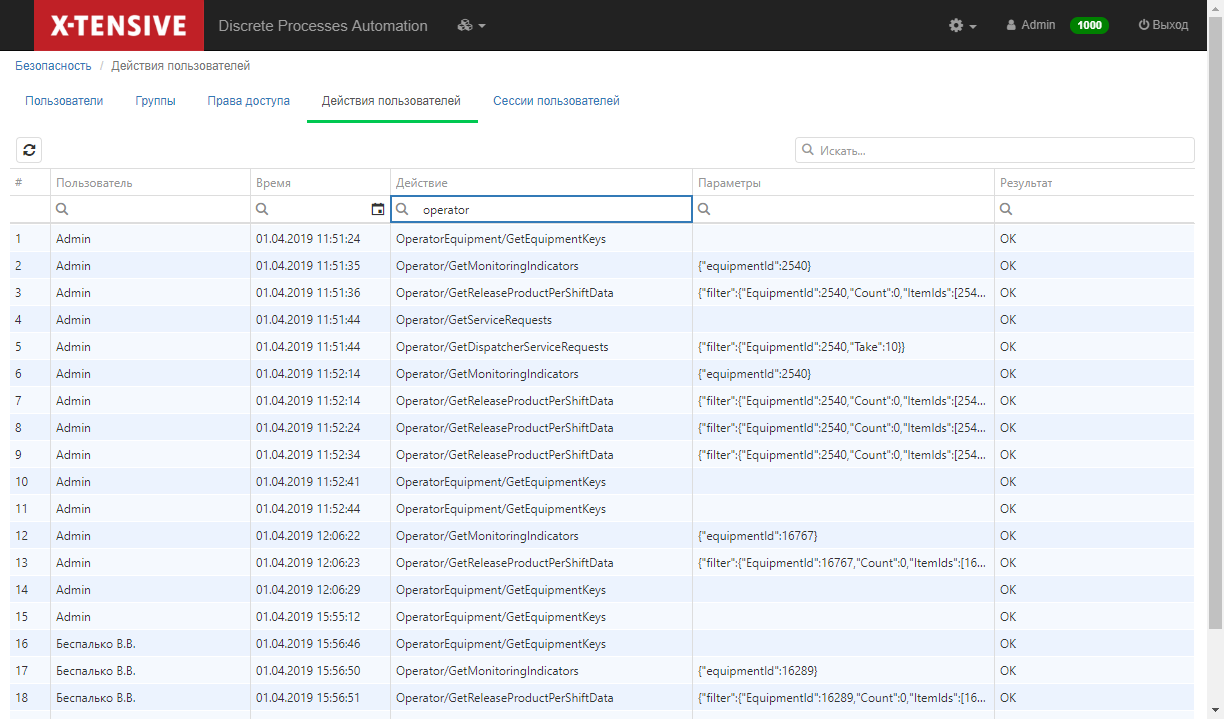 X-TENSIVE Discrete Processes Automation Admin 1000 Выход
Безопасность / Действия пользователей
Пользователи Группы Права доступа Действия пользователей Сессии пользователей
Искать...
# Пользователь Время Действие Параметры Результат
operator
1 Admin 01.04.2019 11:51:24 OperatorEquipment/GetEquipmentKeys OK
2 Admin 01.04.2019 11:51:35 Operator/GetMonitoringIndicators {"equipmentId":2540} OK
3 Admin 01.04.2019 11:51:36 Operator/GetReleaseProductPerShiftData {"filter":{"EquipmentId":2540,"Count":0,"ItemIds":[254... OK
4 Admin 01.04.2019 11:51:44 Operator/GetServiceRequests OK
5 Admin 01.04.2019 11:51:44 Operator/GetDispatcherServiceRequests {"filter":{"EquipmentId":2540,"Take":10}} OK
6 Admin 01.04.2019 11:52:14 Operator/GetMonitoringIndicators {"equipmentId":2540} OK
7 Admin 01.04.2019 11:52:14 Operator/GetReleaseProductPerShiftData {"filter":{"EquipmentId":2540,"Count":0,"ItemIds":[254... OK
8 Admin 01.04.2019 11:52:24 Operator/GetReleaseProductPerShiftData {"filter":{"EquipmentId":2540,"Count":0,"ItemIds":[254... OK
9 Admin 01.04.2019 11:52:34 Operator/GetReleaseProductPerShiftData {"filter":{"EquipmentId":2540,"Count":0,"ItemIds":[254... OK
10 Admin 01.04.2019 11:52:41 OperatorEquipment/GetEquipmentKeys OK
11 Admin 01.04.2019 11:52:44 OperatorEquipment/GetEquipmentKeys OK
12 Admin 01.04.2019 12:06:22 Operator/GetMonitoringIndicators {"equipmentId":16767} OK
13 Admin 01.04.2019 12:06:23 Operator/GetReleaseProductPerShiftData {"filter":{"EquipmentId":16767,"Count":0,"ItemIds":[16... OK
14 Admin 01.04.2019 12:06:29 OperatorEquipment/GetEquipmentKeys OK
15 Admin 01.04.2019 15:55:12 OperatorEquipment/GetEquipmentKeys OK
16 Беспалько В.В. 01.04.2019 15:56:46 OperatorEquipment/GetEquipmentKeys OK
17 Беспалько В.В. 01.04.2019 15:56:50 Operator/GetMonitoringIndicators {"equipmentId":16289} OK
18 Беспалько В.В. 01.04.2019 15:56:51 Operator/GetReleaseProductPerShiftData {"filter":{"EquipmentId":16289,"Count":0,"ItemIds":[16... OK